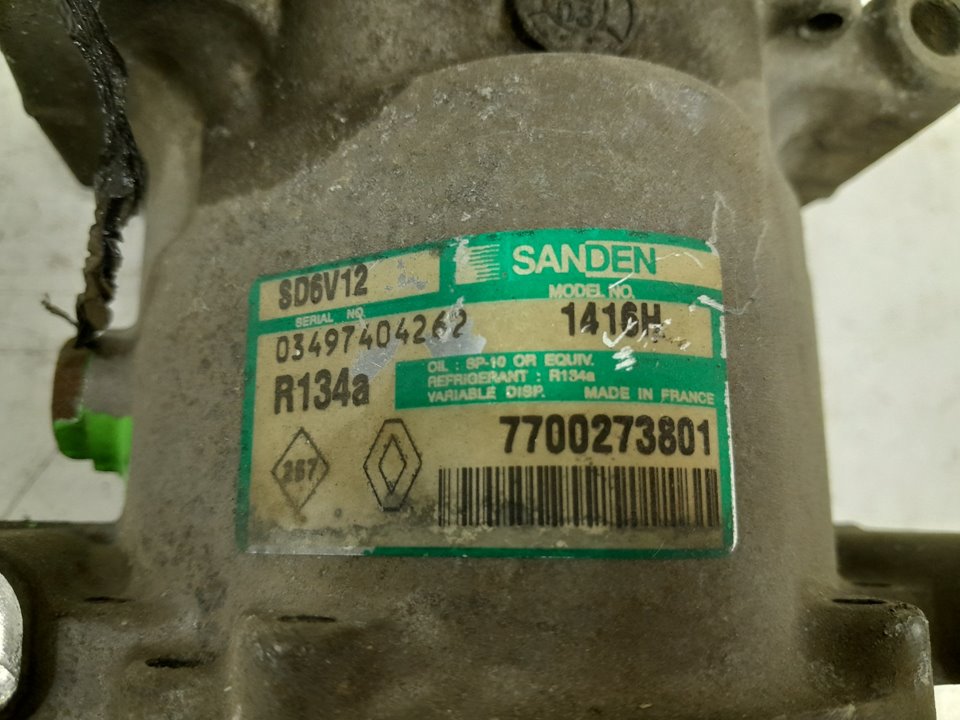 03
SD6V12
SANDEN
SERIAL NO.
MODEL NO.
03497404262
1416H
R134a
OIL : SP-10 OR EQUIV.
REFRIGERANT : R134a
VARIABLE DISP. MADE IN FRANCE
7700273801
267